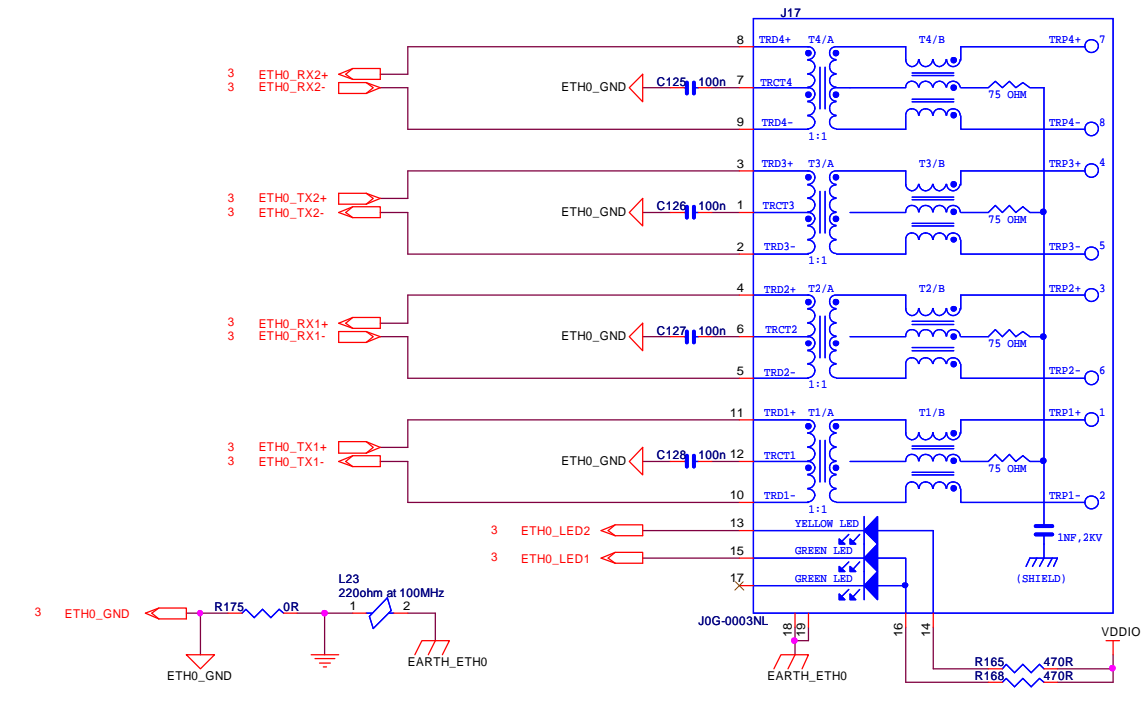 J17
8 TRD4+ T4/A T4/B TRP4+ 7
3 ETH0_RX2+
3 ETH0_RX2-
ETH0_GND C125 100n 7 TRCT4 75 OHM
9 TRD4- 1:1 TRP4- 8
3 TRD3+ T3/A T3/B TRP3+ 4
3 ETH0_TX2+
3 ETH0_TX2-
ETH0_GND C126 100n 1 TRCT3 75 OHM
2 TRD3- 1:1 TRP3- 5
4 TRD2+ T2/A T2/B TRP2+ 3
3 ETH0_RX1+
3 ETH0_RX1-
ETH0_GND C127 100n 6 TRCT2 75 OHM
5 TRD2- 1:1 TRP2- 6
11 TRD1+ T1/A T1/B TRP1+ 1
3 ETH0_TX1+
3 ETH0_TX1-
ETH0_GND C128 100n 12 TRCT1 75 OHM
10 TRD1- 1:1 TRP1- 2
3 ETH0_LED2 13 YELLOW LED
1NF,2KV
3 ETH0_LED1 15 GREEN LED
17 GREEN LED
(SHIELD)
L23
220ohm at 100MHz
3 ETH0_GND R175 0R 1 2
J0G-0003NL
18 19 16 14
VDDIO
ETH0_GND
EARTH_ETH0
EARTH_ETH0
R165 470R
R168 470R